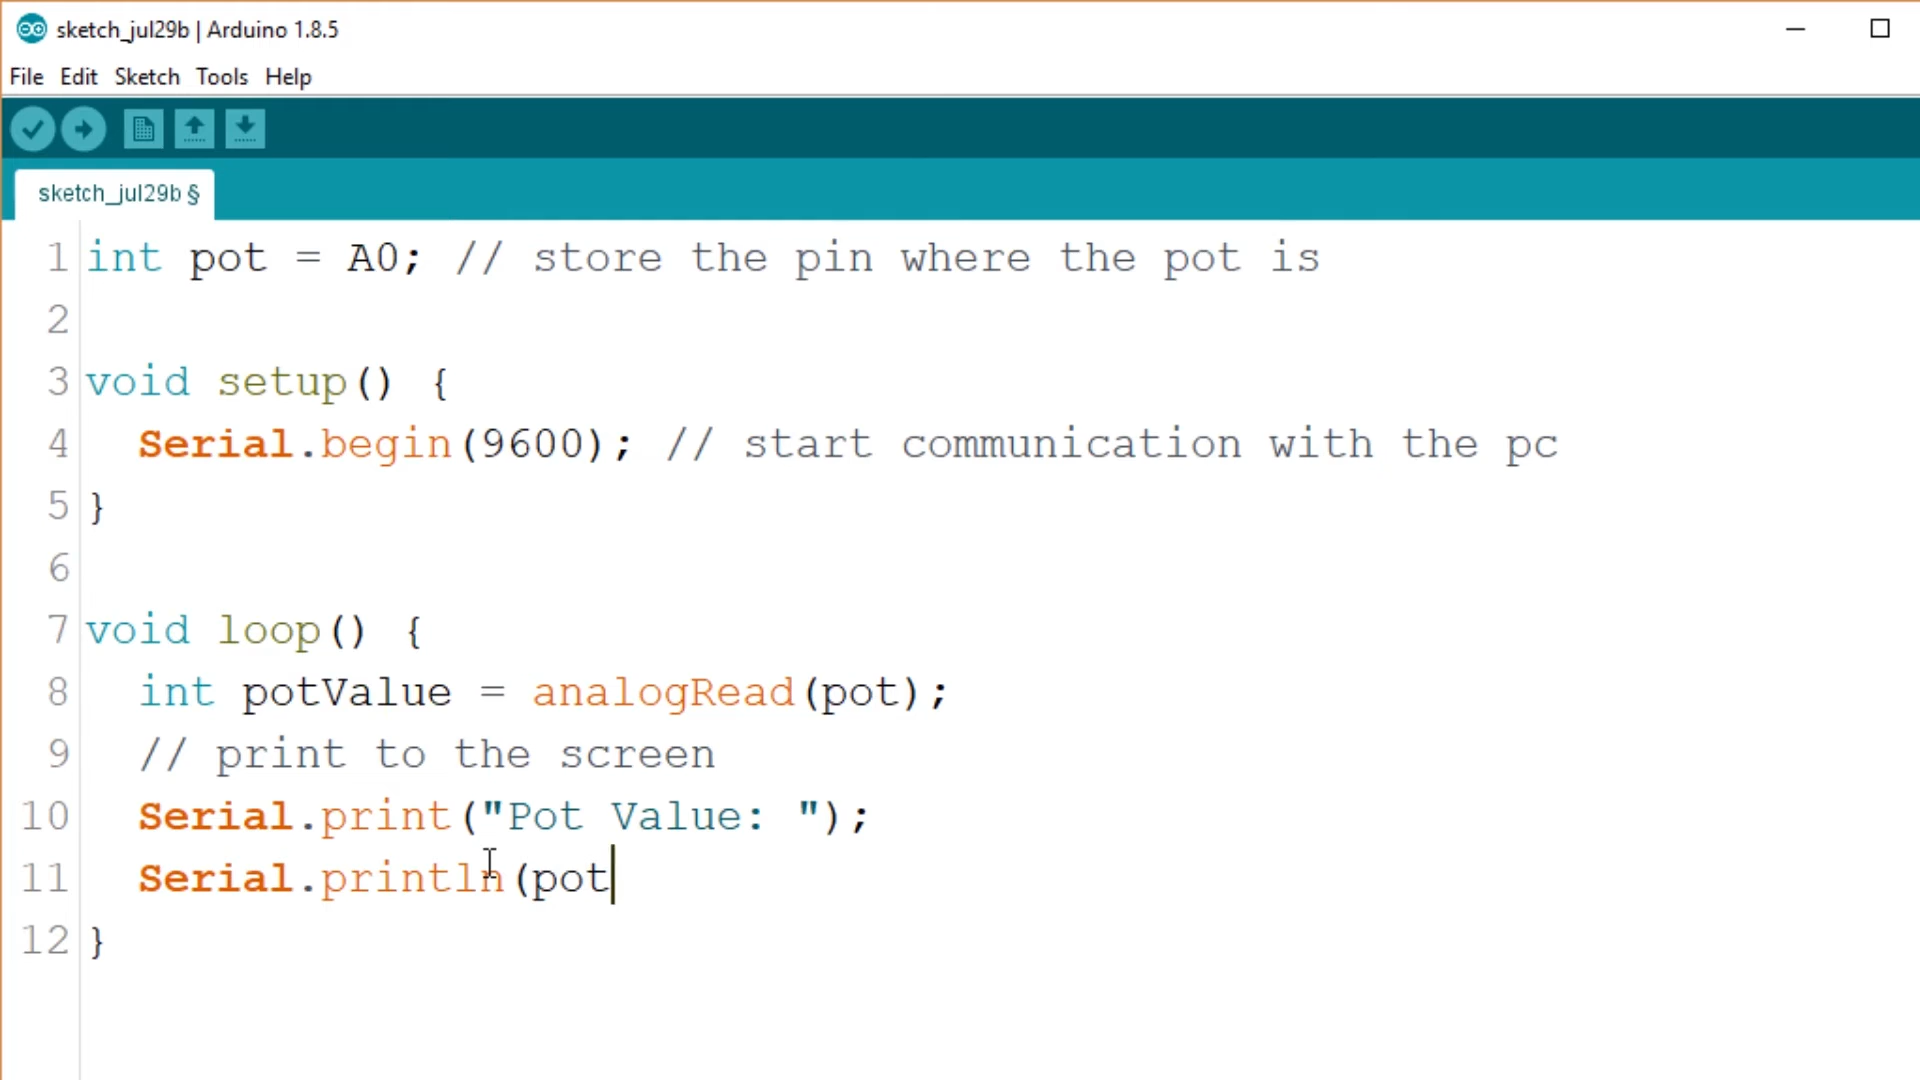 sketch_jul29b | Arduino 1.8.5
File Edit Sketch Tools Help
sketch_jul29b §
1 int pot = A0; // store the pin where the pot is
2
3 void setup() {
4 Serial.begin(9600); // start communication with the pc
5 }
6
7 void loop() {
8 int potValue = analogRead(pot);
9 // print to the screen
10 Serial.print("Pot Value: ");
11 Serial.println(pot
12 }